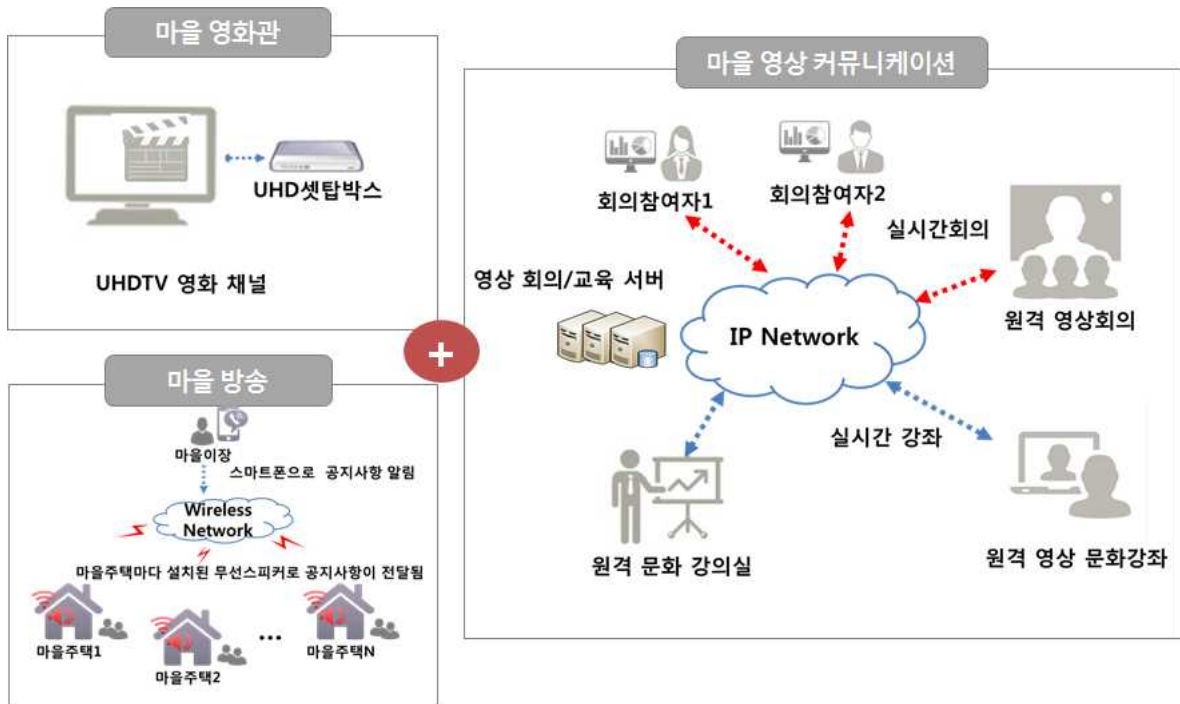 마을 영화관
UHD셋탑박스
UHDTV 영화 채널
+
마을 방송
마을이장
스마트폰으로 공지사항 알림
Wireless
Network
마을주택마다 설치된 무선스피커로 공지사항이 전달됨
마을주택1
마을주택2
...
마을주택N
마을 영상 커뮤니케이션
회의참여자1
회의참여자2
실시간회의
영상 회의/교육 서버
IP Network
원격 영상회의
실시간 강좌
원격 문화 강의실
원격 영상 문화강좌